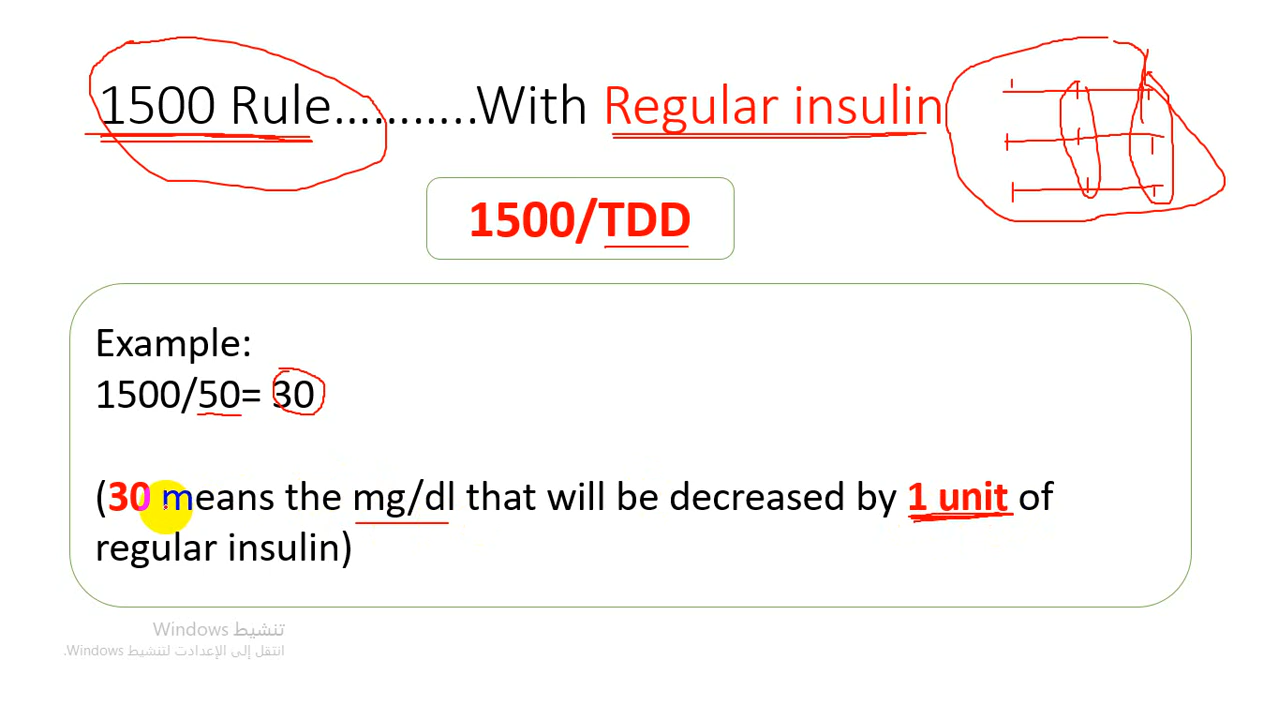 1500 Rule...........With Regular insulin
1500/TDD
Example:
1500/50= 30
(30 means the mg/dl that will be decreased by 1 unit of
regular insulin)
تنشيط Windows
انتقل إلى الإعدادت لتنشيط Windows.